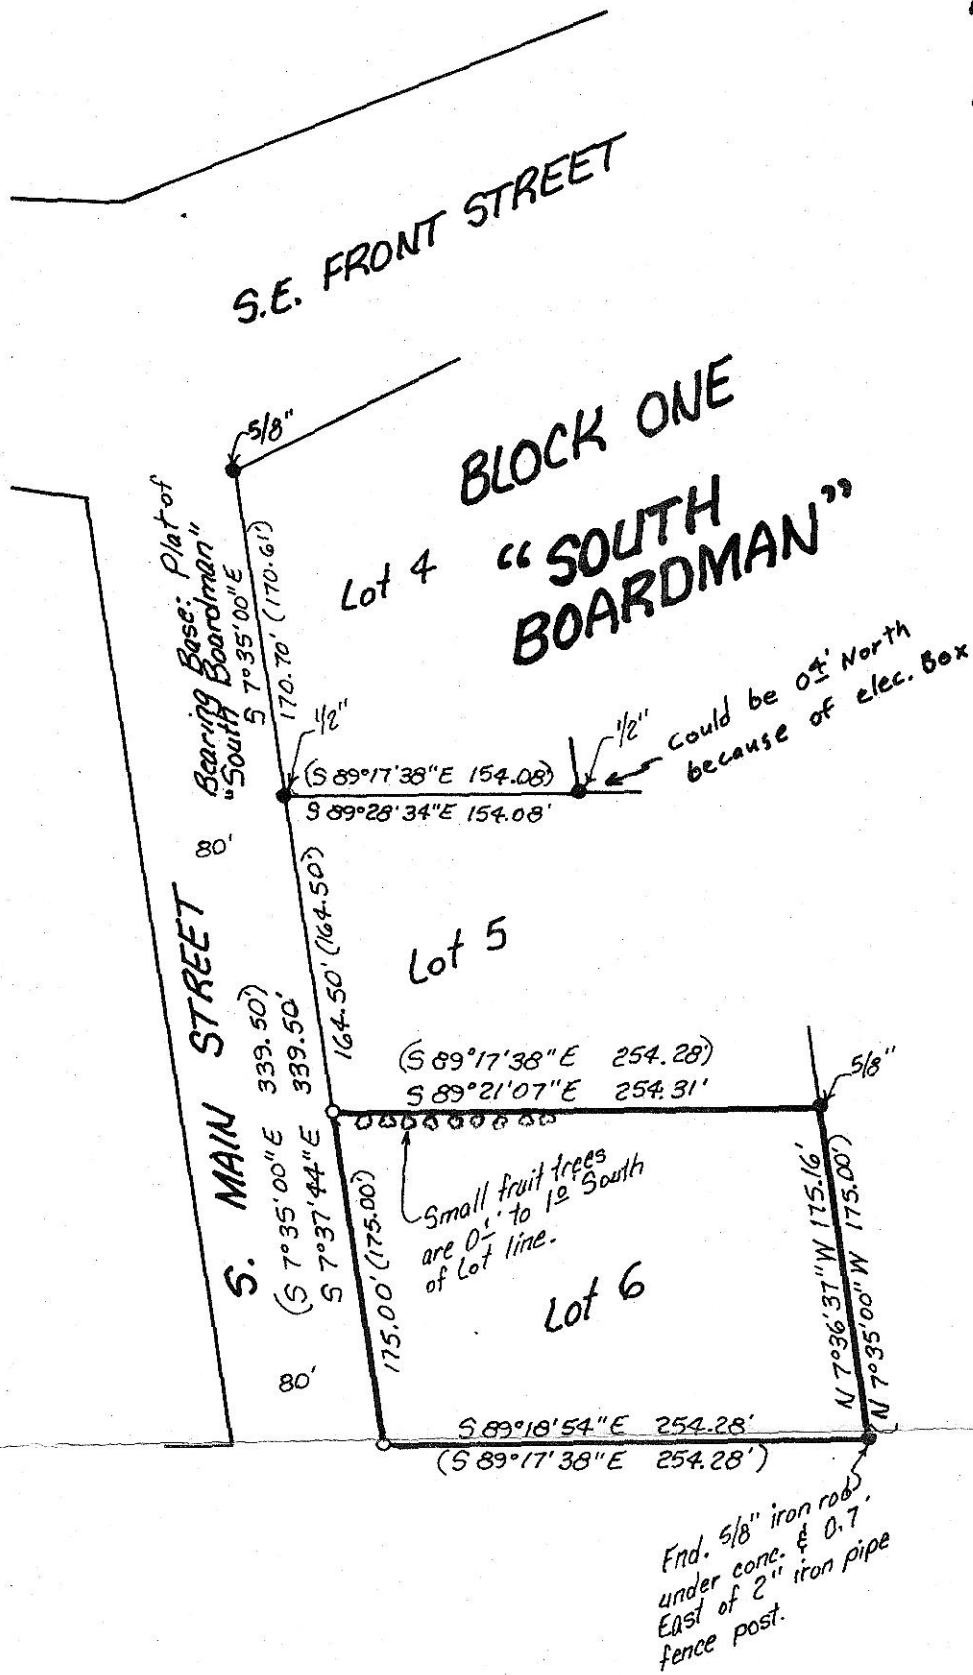 S.E. FRONT STREET
5/8"
BLOCK ONE
Lot 4
"SOUTH
BOARDMAN"
Bearing Base: Plat of
"South Boardman"
S 7°35'00"E
170.70' (170.61')
1/2"
1/2"
could be 0.4' North
because of elec. Box
(S 89°17'38"E 154.08)
S 89°28'34"E 154.08'
80'
164.50' (164.50')
Lot 5
S. MAIN STREET
(S 7°35'00"E 339.50')
S 7°37'44"E 339.50'
(S 89°17'38"E 254.28')
S 89°21'07"E 254.31'
5/8"
Small fruit trees
are to South
of Lot line.
175.00' (175.00')
Lot 6
N 7°36'37"W 175.16'
(N 7°35'00"W 175.00')
80'
S 89°18'54"E 254.28'
(S 89°17'38"E 254.28')
Fnd. 5/8" iron rod
under conc. & 0.7'
East of 2" iron pipe
fence post.